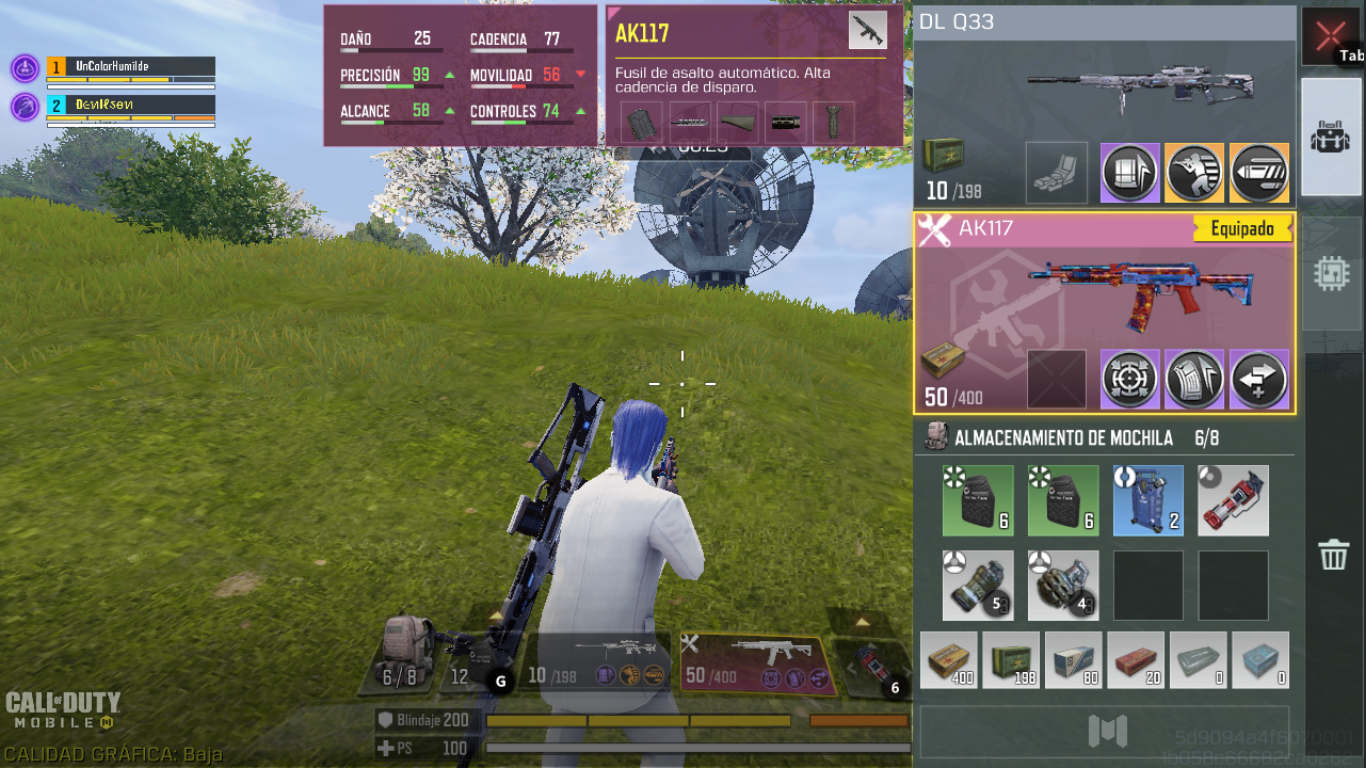 1 UnColorHumilde
2 Devilson
DAÑO 25
CADENCIA 77
PRECISIÓN 99
MOVILIDAD 56
ALCANCE 58
CONTROLES 74
AK117
Fusil de asalto automático. Alta
cadencia de disparo.
DL Q33
10 /198
Tab
AK117
Equipado
50 /400
ALMACENAMIENTO DE MOCHILA 6/8
6
6
2
5
4
400
198
80
20
0
0
6/8
12
G
10 /198
50 /400
6
Blindaje 200
PS 100
CALL OF DUTY
MOBILE
CALIDAD GRÁFICA: Baja